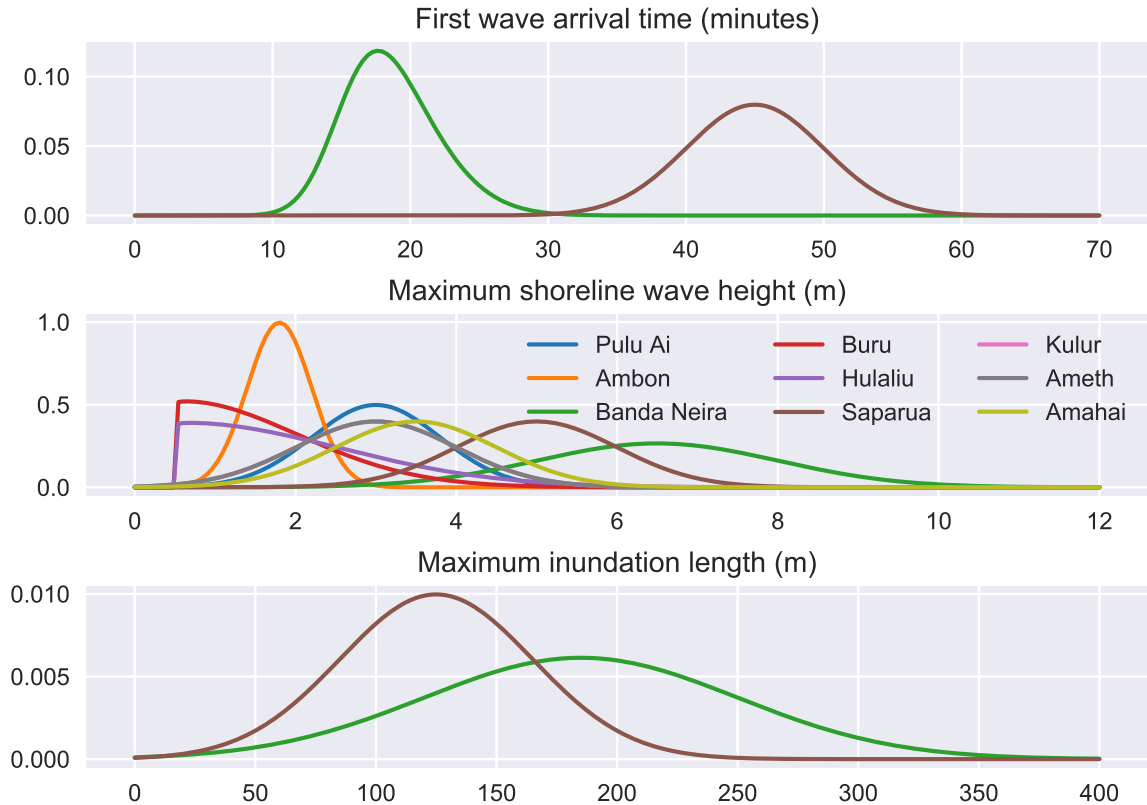 First wave arrival time (minutes)
0.10
0.05
0.00
0 10 20 30 40 50 60 70
Maximum shoreline wave height (m)
1.0
0.5
0.0
Pulu Ai Buru Kulur
Ambon Hulaliu Ameth
Banda Neira Saparua Amahai
0 2 4 6 8 10 12
Maximum inundation length (m)
0.010
0.005
0.000
0 50 100 150 200 250 300 350 400